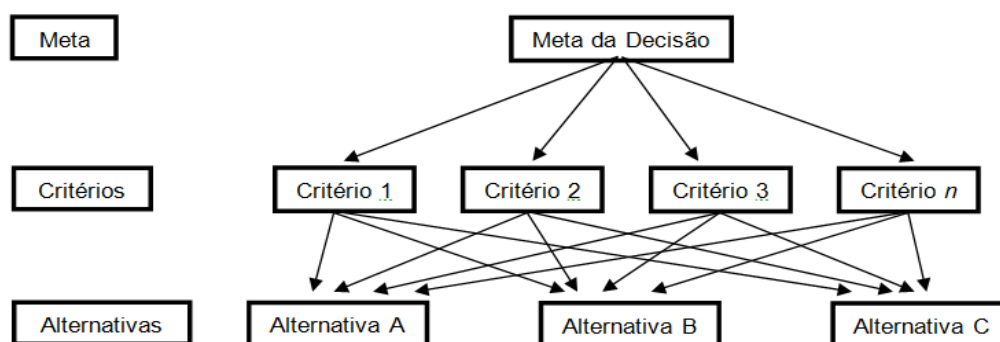 Meta
Meta da Decisão
Critérios
Critério 1
Critério 2
Critério 3
Critério n
Alternativas
Alternativa A
Alternativa B
Alternativa C